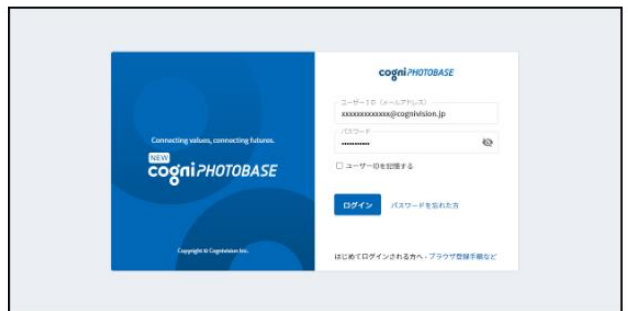 Connecting values, connecting futures.
NEW
cogni PHOTOBASE
Copyright © Cognivision Inc.
cogni PHOTOBASE
ユーザーID（メールアドレス）
xxxxxxxxxxxxx@cognivision.jp
パスワード
••••••••••••
ユーザーIDを記憶する
ログイン パスワードを忘れた方
はじめてログインされる方へ - ブラウザ登録手順など